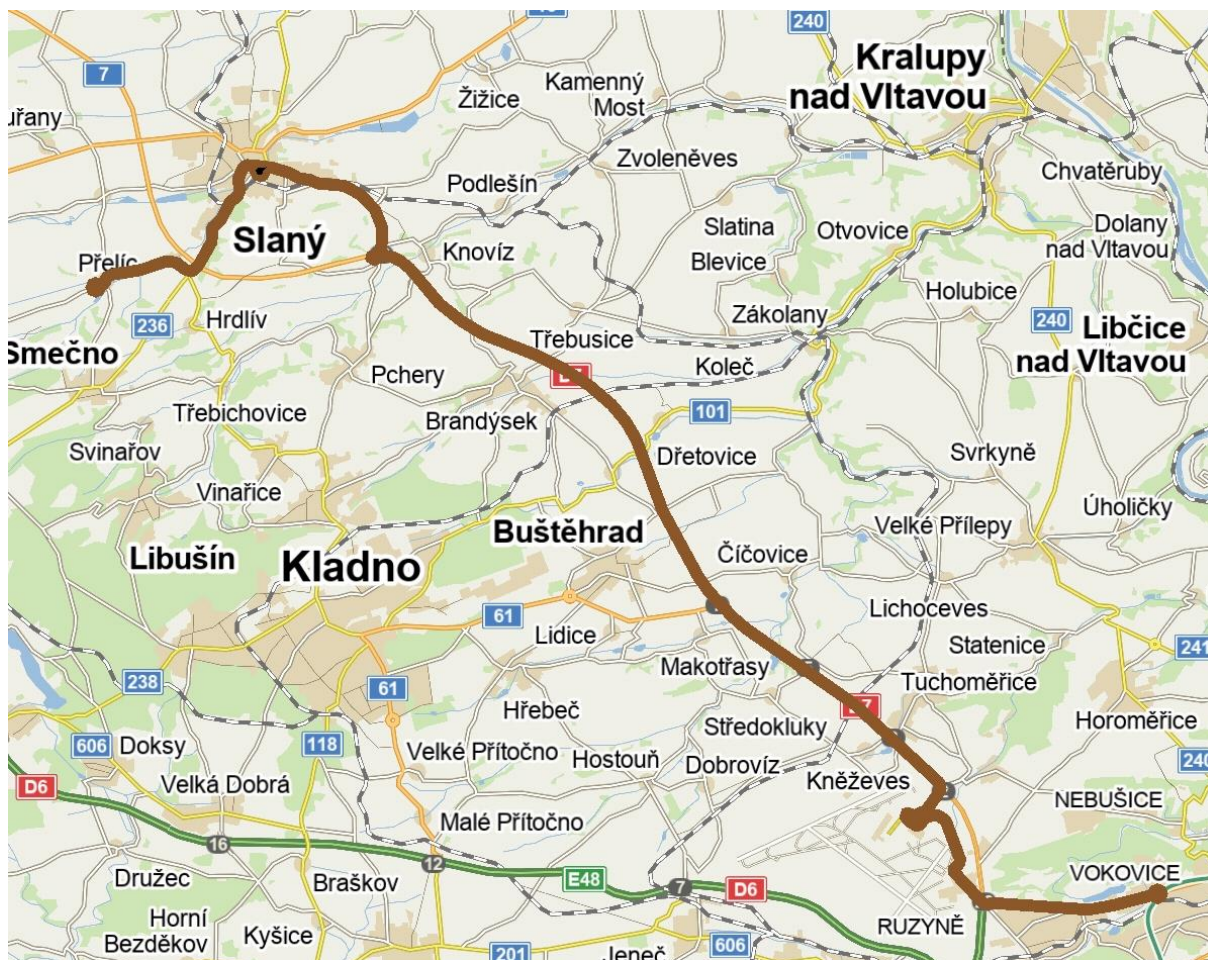 240
Kralupy
nad Vltavou
7
Kamenný
Most
Žižice
uřany
Zvoleněves
Chvatěruby
Podlešín
Slatina
Otvovice
Dolany
nad Vltavou
Slaný
Knovíz
Blevice
Přelíc
Holubice
236
Hrdlív
Zákolany
240
Libčice
nad Vltavou
Třebusice
Smečno
Koleč
Pchery
Třebichovice
Brandýsek
101
Svinařov
Dřetovice
Svrkyně
Vinařice
Úholičky
Buštěhrad
Velké Přílepy
Libušín
Kladno
Číčovice
61
Lidice
Lichoceves
Statenice
241
Makotřasy
238
61
Tuchoměřice
Hřebeč
Středokluky
Horoměřice
606
Doksy
118
Velké Přítočno
Hostouň
Dobrovíz
240
D6
Velká Dobrá
Kněževes
NEBUŠICE
Malé Přítočno
16
12
E48
7
D6
VOKOVICE
Družec
Braškov
RUZYNĚ
Horní
Bezděkov
Kyšice
201
Jeneč
606